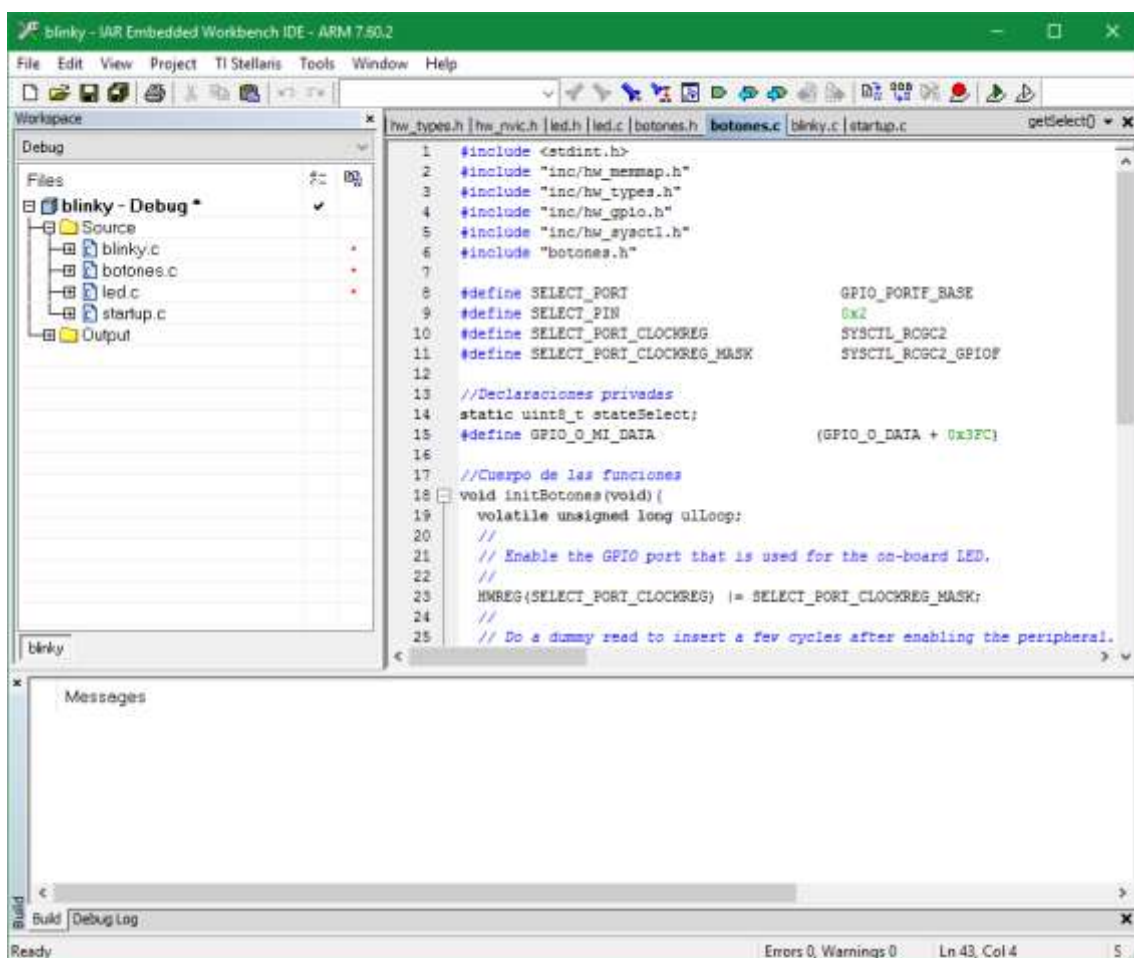 blinky - IAR Embedded Workbench IDE - ARM 7.60.2
File Edit View Project TI Stellaris Tools Window Help
Workspace
Debug
Files
blinky - Debug *
Source
blinky.c
botones.c
led.c
startup.c
Output
blinky
hw_types.h hw_nvic.h led.h led.c botones.h botones.c blinky.c startup.c getSelect()
1 #include <stdint.h>
2 #include "inc/hw_memmap.h"
3 #include "inc/hw_types.h"
4 #include "inc/hw_gpio.h"
5 #include "inc/hw_sysctl.h"
6 #include "botones.h"
7
8 #define SELECT_PORT GPIO_PORTF_BASE
9 #define SELECT_PIN 0x2
10 #define SELECT_PORT_CLOCKREG SYSCTL_RCGC2
11 #define SELECT_PORT_CLOCKREG_MASK SYSCTL_RCGC2_GPIOF
12
13 //Declaraciones privadas
14 static uint8_t stateSelect;
15 #define GPIO_O_MI_DATA (GPIO_O_DATA + 0x3FC)
16
17 //Cuerpo de las funciones
18 void initBotones(void){
19 volatile unsigned long ulLoop;
20 //
21 // Enable the GPIO port that is used for the on-board LED.
22 //
23 HWREG(SELECT_PORT_CLOCKREG) |= SELECT_PORT_CLOCKREG_MASK;
24 //
25 // Do a dummy read to insert a few cycles after enabling the peripheral.
Messages
Build
Build Debug Log
Ready Errors 0, Warnings 0 Ln 43, Col 4 S